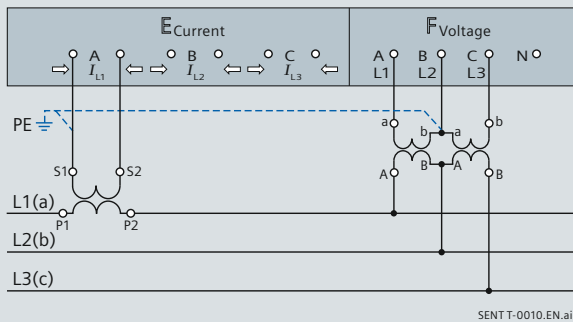 E Current F Voltage
A B C A B C N
I L1 I L2 I L3 L1 L2 L3
PE
a b a b
S1 S2 A B A B
L1(a)
P1 P2
L2(b)
L3(c)
SENT T-0010.EN.ai